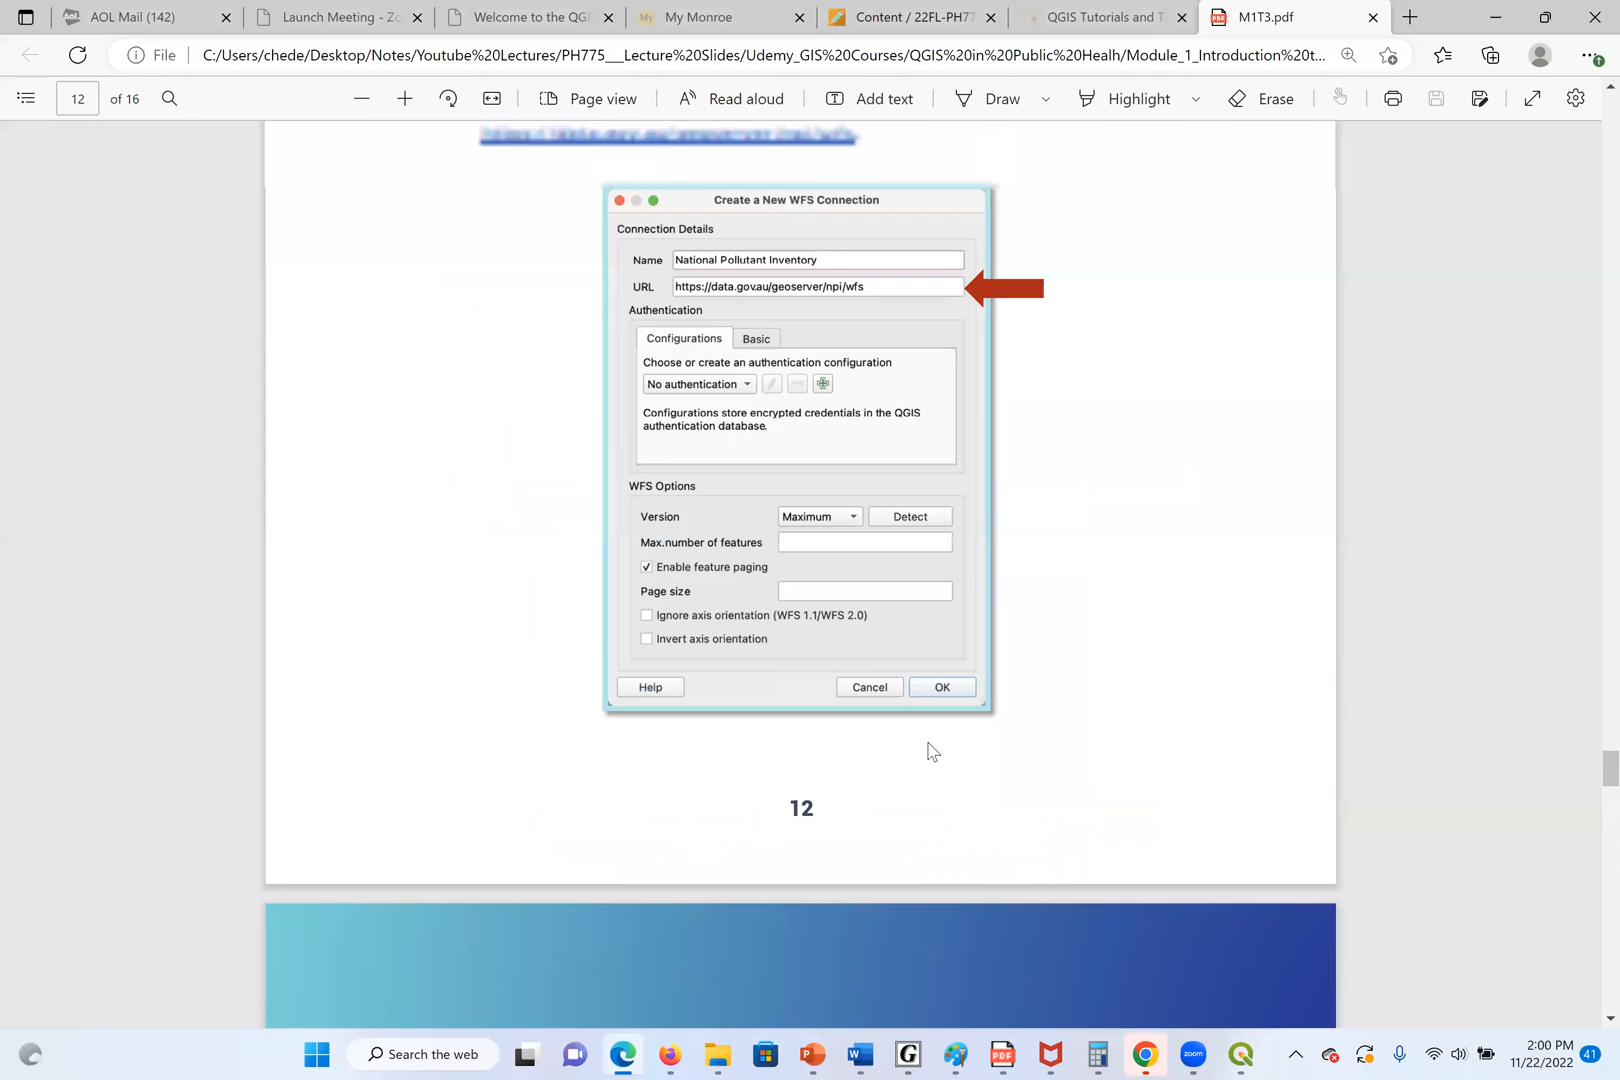 AOL Mail (142)
Launch Meeting - Zo
Welcome to the QGI
My Monroe
Content / 22FL-PH77
QGIS Tutorials and T
M1T3.pdf
File
C:/Users/chede/Desktop/Notes/Youtube%20Lectures/PH775___Lecture%20Slides/Udemy_GIS%20Courses/QGIS%20in%20Public%20Healh/Module_1_Introduction%20t...
12 of 16
Page view
Read aloud
Add text
Draw
Highlight
Erase
Create a New WFS Connection
Connection Details
Name National Pollutant Inventory
URL https://data.gov.au/geoserver/npi/wfs
Authentication
Configurations Basic
Choose or create an authentication configuration
No authentication
Configurations store encrypted credentials in the QGIS
authentication database.
WFS Options
Version Maximum Detect
Max.number of features
Enable feature paging
Page size
Ignore axis orientation (WFS 1.1/WFS 2.0)
Invert axis orientation
Help Cancel OK
12
Search the web
2:00 PM
11/22/2022
41